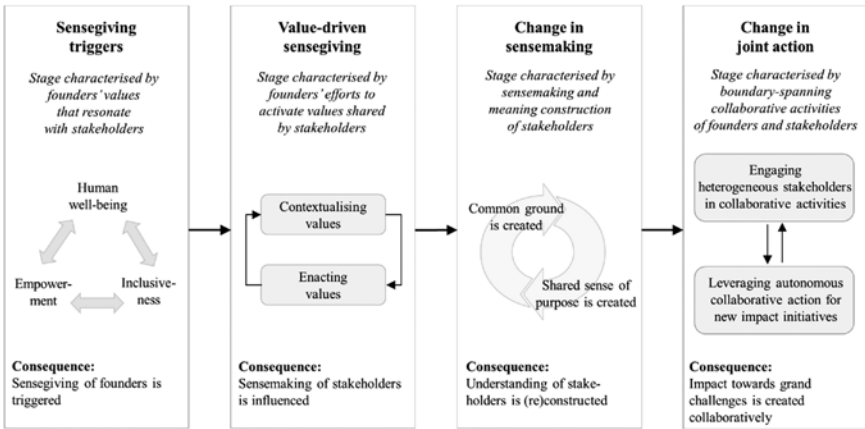 Sensegiving
triggers
Stage characterised by
founders' values
that resonate
with stakeholders
Human
well-being
Empower-
ment
Inclusive-
ness
Consequence:
Sensegiving of founders is
triggered
Value-driven
sensegiving
Stage characterised by
founders' efforts to
activate values shared
by stakeholders
Contextualising
values
Enacting
values
Consequence:
Sensemaking of stakeholders
is influenced
Change in
sensemaking
Stage characterised by
sensemaking and
meaning construction
of stakeholders
Common ground
is created
Shared sense of
purpose is created
Consequence:
Understanding of stake-
holders is (re)constructed
Change in
joint action
Stage characterised by
boundary-spanning
collaborative activities
of founders and stakeholders
Engaging
heterogeneous stakeholders
in collaborative activities
Leveraging autonomous
collaborative action for
new impact initiatives
Consequence:
Impact towards grand
challenges is created
collaboratively